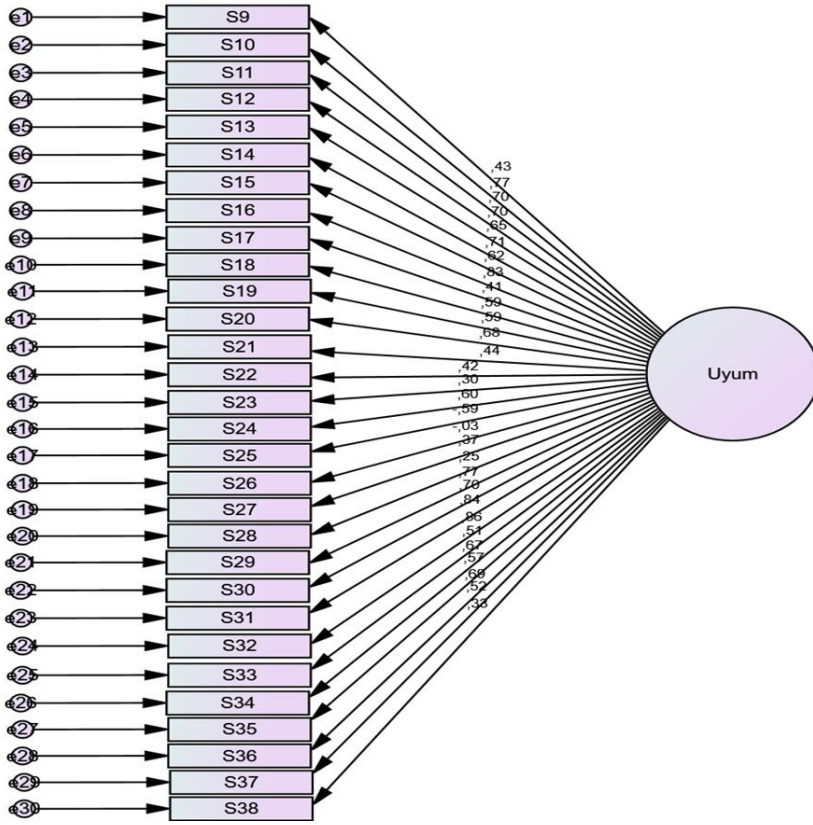 e1 S9
e2 S10
e3 S11
e4 S12
e5 S13
e6 S14
e7 S15
e8 S16
e9 S17
e10 S18
e11 S19
e12 S20
e13 S21
e14 S22
e15 S23
e16 S24
e17 S25
e18 S26
e19 S27
e20 S28
e21 S29
e22 S30
e23 S31
e24 S32
e25 S33
e26 S34
e27 S35
e28 S36
e29 S37
e30 S38
,43
,77
,70
,70
,65
,71
,62
,83
,41
,59
,59
,68
,44
,42
,30
,60
-,59
-,03
,37
,25
,77
,70
,84
,86
,51
,67
,57
,69
,52
,33
Uyum